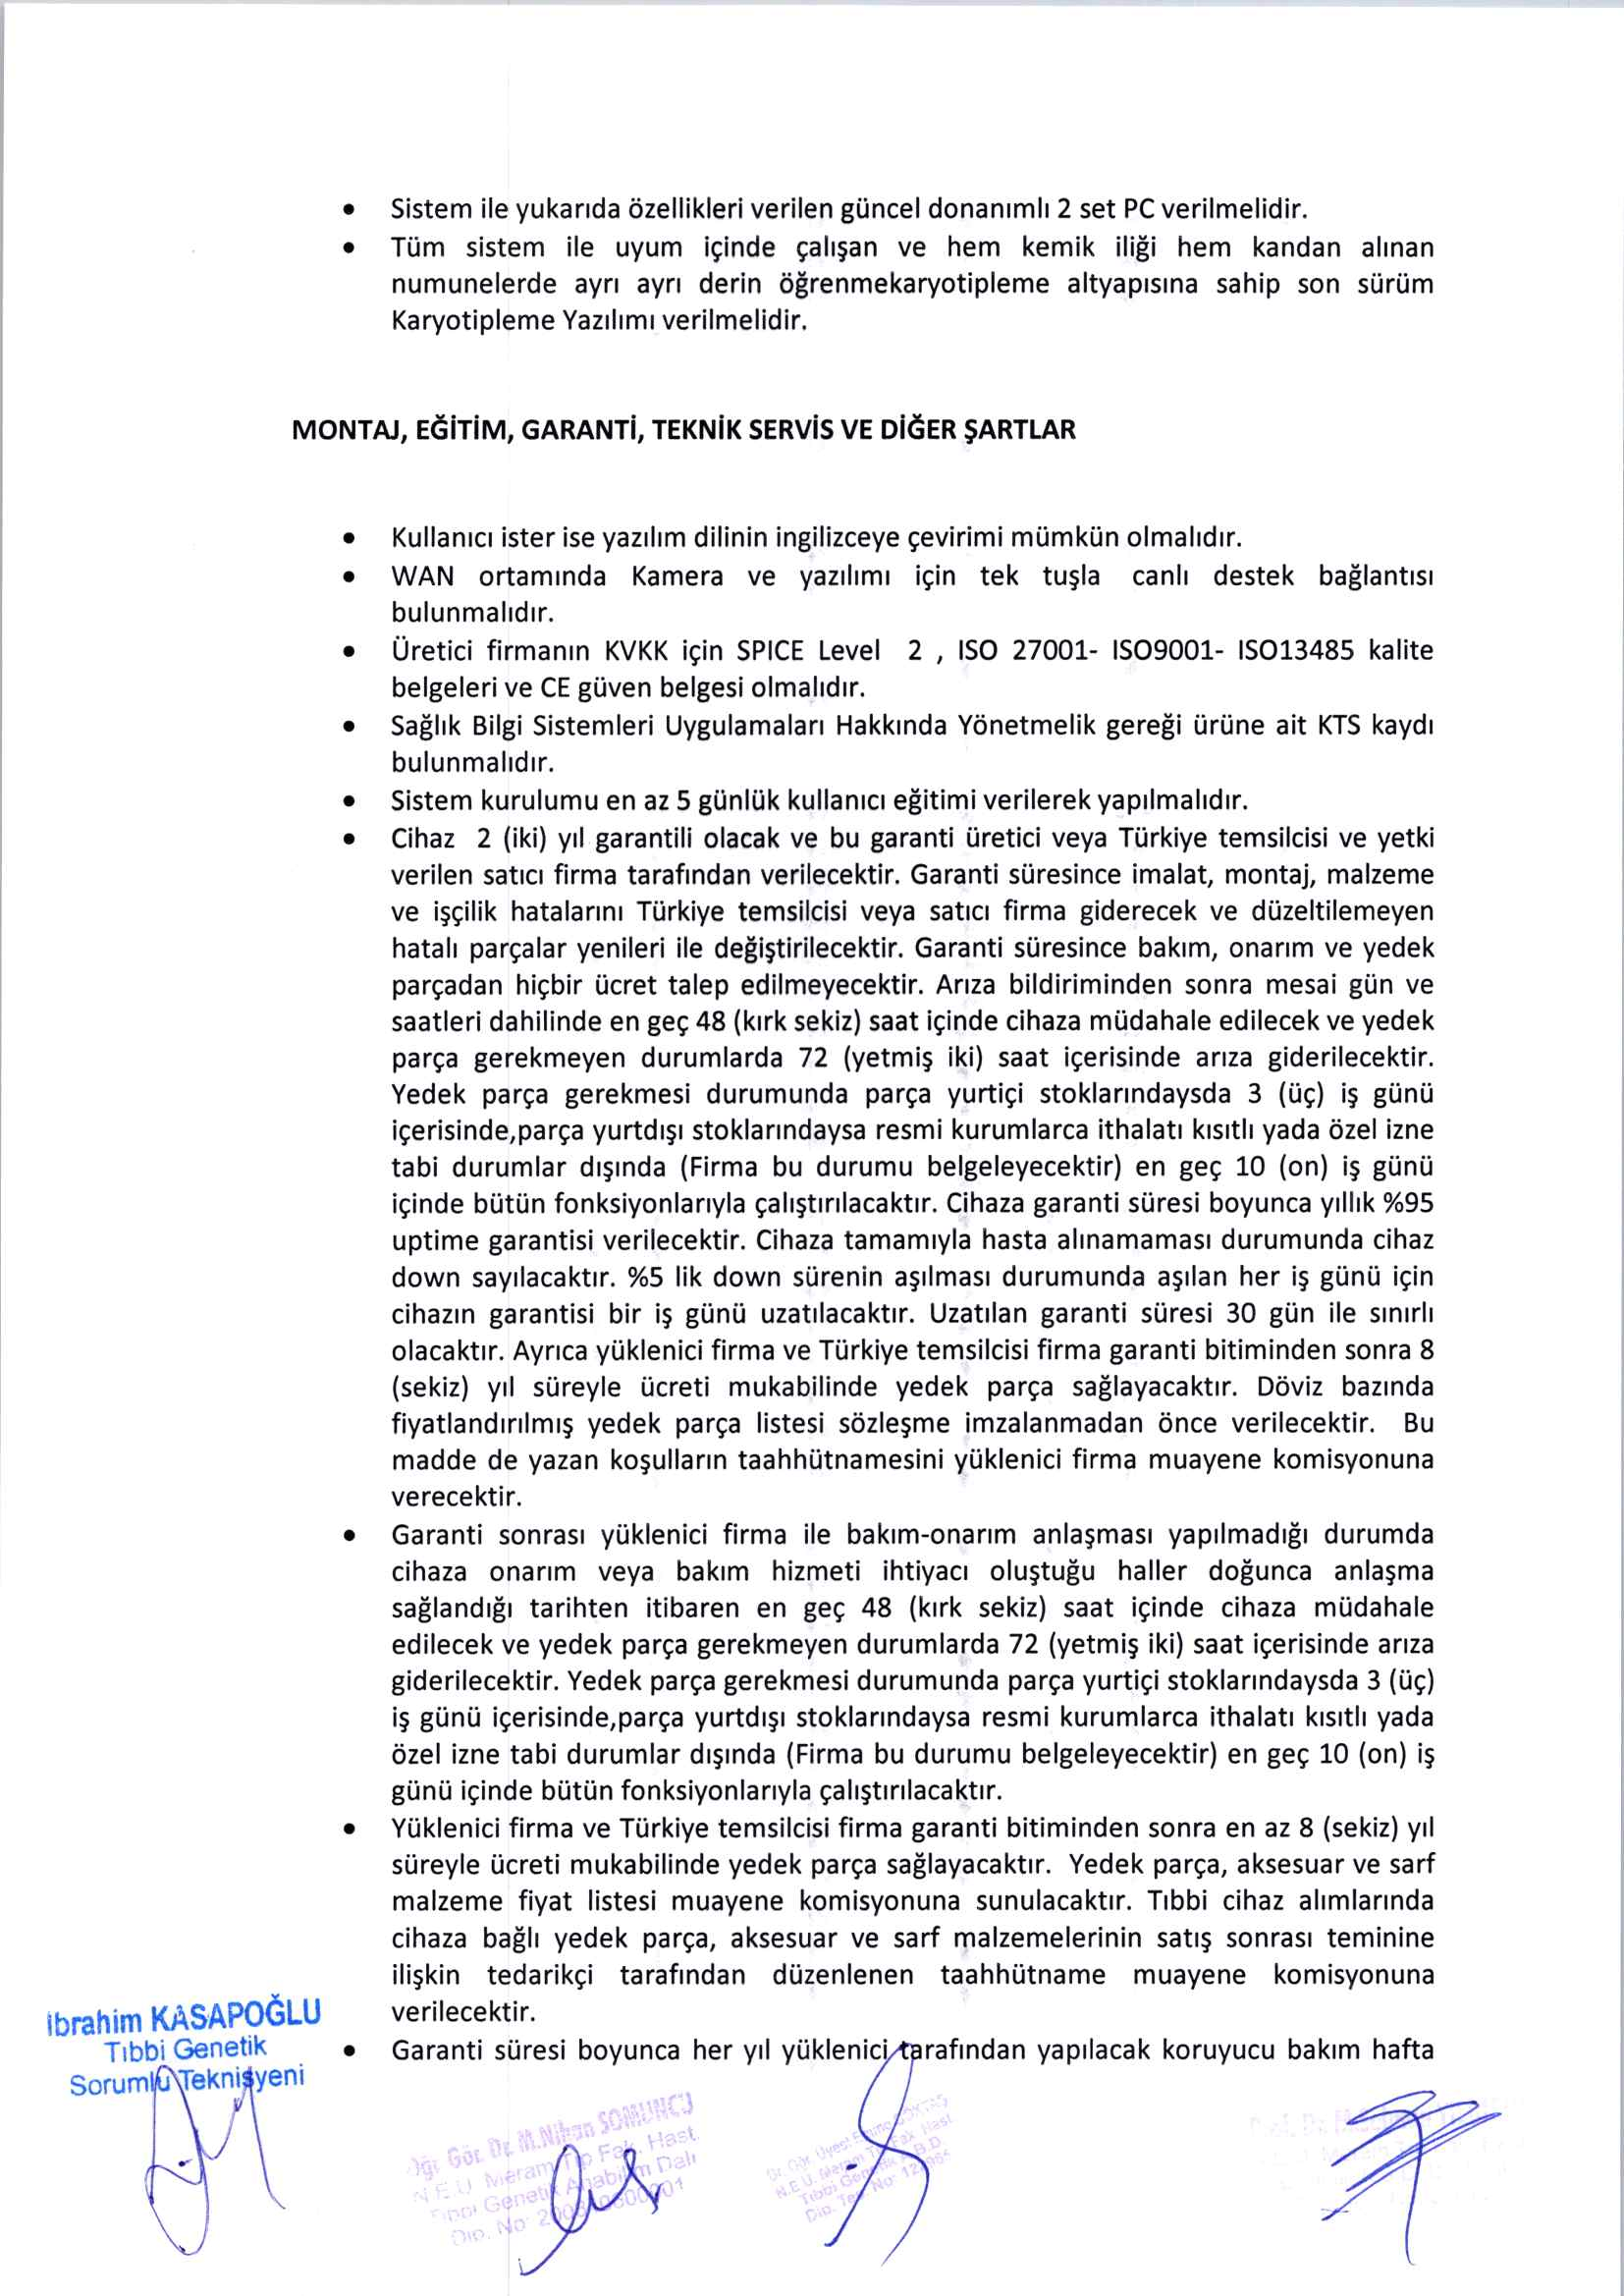 • Sistem ile yukarıda özellikleri verilen güncel donanımlı 2 set PC verilmelidir.
• Tüm sistem ile uyum içinde çalışan ve hem kemik iliği hem kandan alınan
numunelerde ayrı ayrı derin öğrenmekaryotipleme altyapısına sahip son sürüm
Karyotipleme Yazılımı verilmelidir.
MONTAJ, EĞİTİM, GARANTİ, TEKNİK SERVİS VE DİĞER ŞARTLAR
• Kullanıcı ister ise yazılım dilinin ingilizceye çevirimi mümkün olmalıdır.
• WAN ortamında Kamera ve yazılımı için tek tuşla canlı destek bağlantısı
bulunmalıdır.
• Üretici firmanın KVKK için SPICE Level 2 , ISO 27001- ISO9001- ISO13485 kalite
belgeleri ve CE güven belgesi olmalıdır.
• Sağlık Bilgi Sistemleri Uygulamaları Hakkında Yönetmelik gereği ürüne ait KTS kaydı
bulunmalıdır.
• Sistem kurulumu en az 5 günlük kullanıcı eğitimi verilerek yapılmalıdır.
• Cihaz 2 (iki) yıl garantili olacak ve bu garanti üretici veya Türkiye temsilcisi ve yetki
verilen satıcı firma tarafından verilecektir. Garanti süresince imalat, montaj, malzeme
ve işçilik hatalarını Türkiye temsilcisi veya satıcı firma giderecek ve düzeltilemeyen
hatalı parçalar yenileri ile değiştirilecektir. Garanti süresince bakım, onarım ve yedek
parçadan hiçbir ücret talep edilmeyecektir. Arıza bildiriminden sonra mesai gün ve
saatleri dahilinde en geç 48 (kırk sekiz) saat içinde cihaza müdahale edilecek ve yedek
parça gerekmeyen durumlarda 72 (yetmiş iki) saat içerisinde arıza giderilecektir.
Yedek parça gerekmesi durumunda parça yurtiçi stoklarındaysda 3 (üç) iş günü
içerisinde,parça yurtdışı stoklarındaysa resmi kurumlarca ithalatı kısıtlı yada özel izne
tabi durumlar dışında (Firma bu durumu belgeleyecektir) en geç 10 (on) iş günü
içinde bütün fonksiyonlarıyla çalıştırılacaktır. Cihaza garanti süresi boyunca yıllık %95
uptime garantisi verilecektir. Cihaza tamamıyla hasta alınamaması durumunda cihaz
down sayılacaktır. %5 lik down sürenin aşılması durumunda aşılan her iş günü için
cihazın garantisi bir iş günü uzatılacaktır. Uzatılan garanti süresi 30 gün ile sınırlı
olacaktır. Ayrıca yüklenici firma ve Türkiye temsilcisi firma garanti bitiminden sonra 8
(sekiz) yıl süreyle ücreti mukabilinde yedek parça sağlayacaktır. Döviz bazında
fiyatlandırılmış yedek parça listesi sözleşme imzalanmadan önce verilecektir. Bu
madde de yazan koşulların taahhütnamesini yüklenici firma muayene komisyonuna
verecektir.
• Garanti sonrası yüklenici firma ile bakım-onarım anlaşması yapılmadığı durumda
cihaza onarım veya bakım hizmeti ihtiyacı oluştuğu haller doğunca anlaşma
sağlandığı tarihten itibaren en geç 48 (kırk sekiz) saat içinde cihaza müdahale
edilecek ve yedek parça gerekmeyen durumlarda 72 (yetmiş iki) saat içerisinde arıza
giderilecektir. Yedek parça gerekmesi durumunda parça yurtiçi stoklarındaysda 3 (üç)
iş günü içerisinde,parça yurtdışı stoklarındaysa resmi kurumlarca ithalatı kısıtlı yada
özel izne tabi durumlar dışında (Firma bu durumu belgeleyecektir) en geç 10 (on) iş
günü içinde bütün fonksiyonlarıyla çalıştırılacaktır.
• Yüklenici firma ve Türkiye temsilcisi firma garanti bitiminden sonra en az 8 (sekiz) yıl
süreyle ücreti mukabilinde yedek parça sağlayacaktır. Yedek parça, aksesuar ve sarf
malzeme fiyat listesi muayene komisyonuna sunulacaktır. Tıbbi cihaz alımlarında
cihaza bağlı yedek parça, aksesuar ve sarf malzemelerinin satış sonrası teminine
ilişkin tedarikçi tarafından düzenlenen taahhütname muayene komisyonuna
verilecektir.
• Garanti süresi boyunca her yıl yüklenici tarafından yapılacak koruyucu bakım hafta
İbrahim KASAPOĞLU
Tıbbi Genetik
Sorumlu Teknisyeni
Öğr. Gör. Dr. M.Nihan SOMUNCU
N.E.Ü. Meram Tıp Fak. Hast.
Tıbbi Genetik Anabilim Dalı
Dip. No:
N.E.Ü. Meram Tıp Fak. Hast.
Tıbbi Genetik A.B.D.